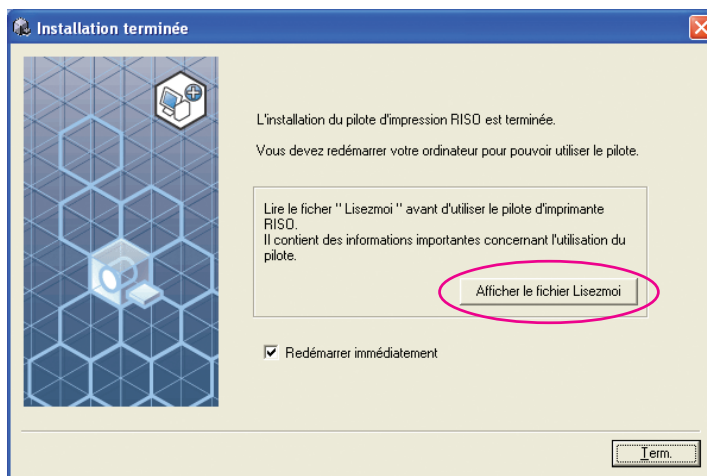 Installation terminée
L'installation du pilote d'impression RISO est terminée.
Vous devez redémarrer votre ordinateur pour pouvoir utiliser le pilote.
Lire le ficher " Lisezmoi " avant d'utiliser le pilote d'imprimante
RISO.
Il contient des informations importantes concernant l'utilisation du
pilote.
Afficher le fichier Lisezmoi
Redémarrer immédiatement
Term.